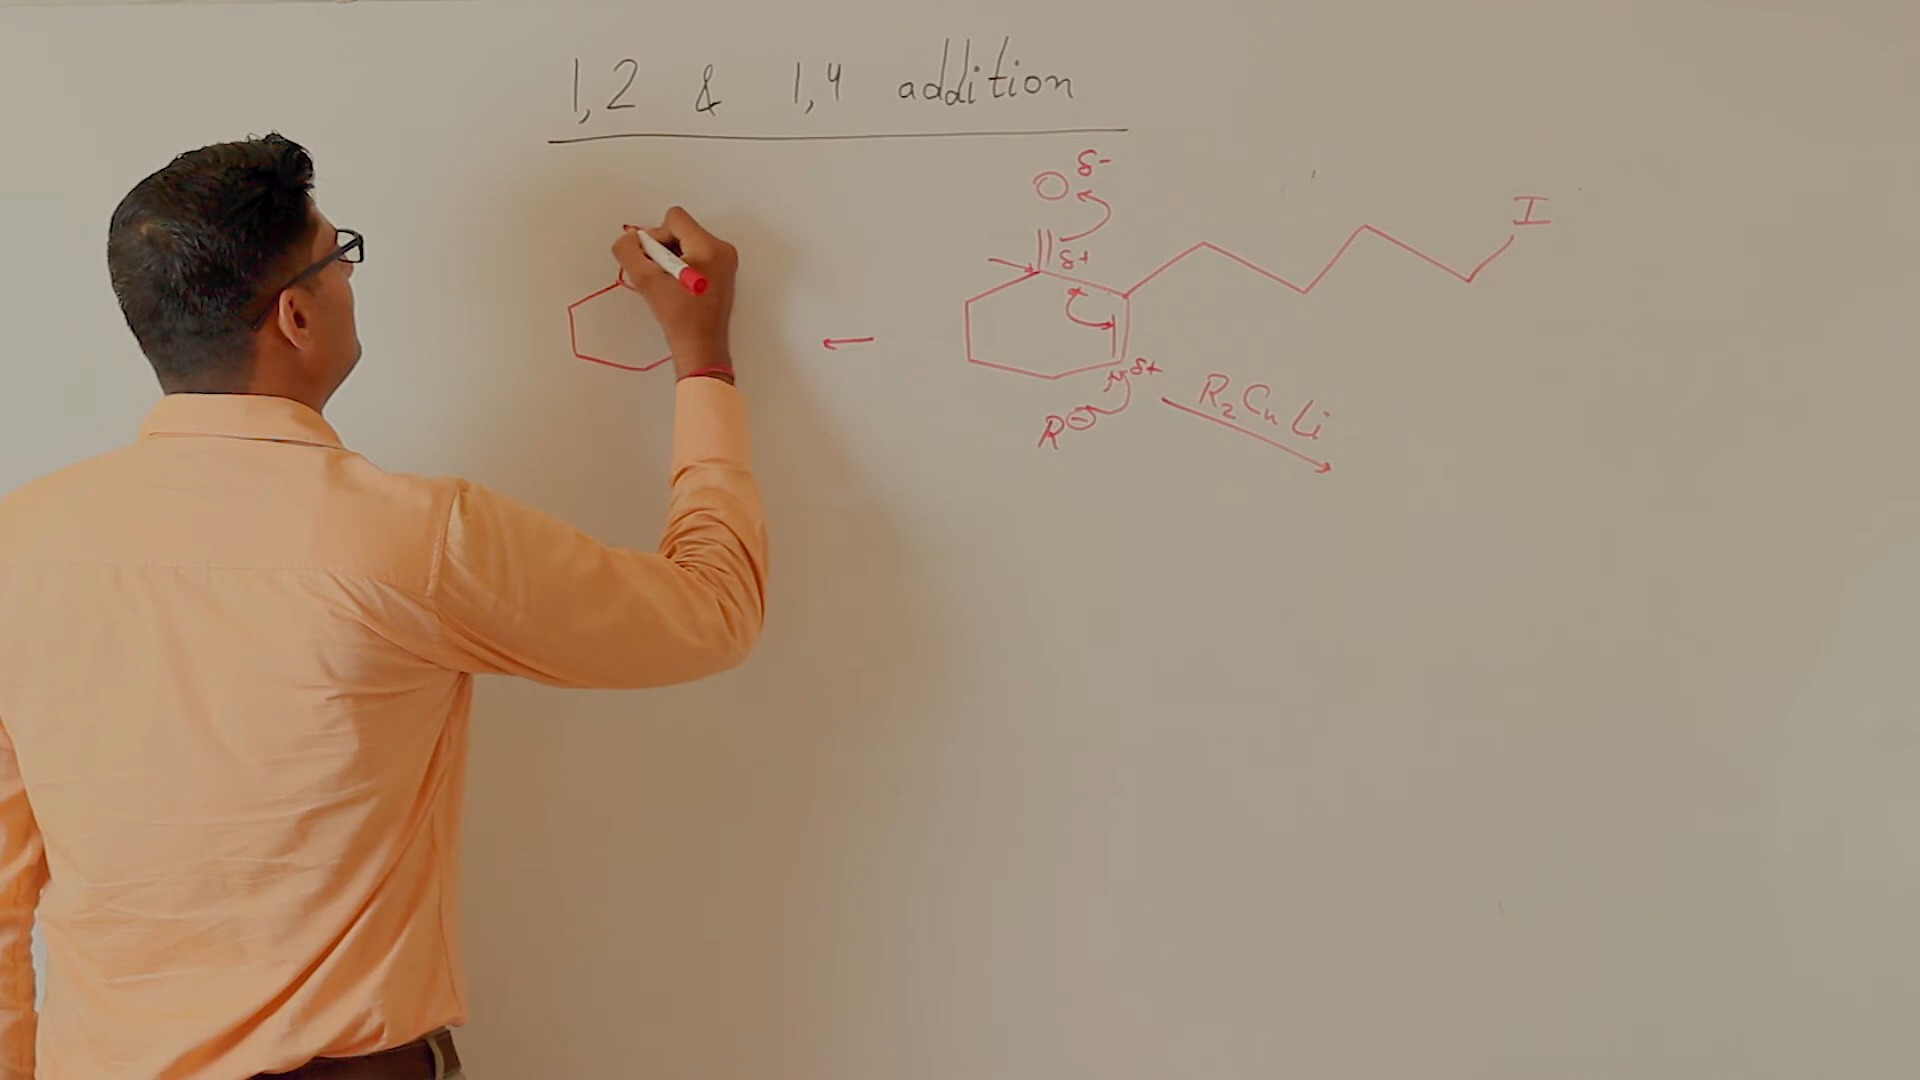 1,2 & 1,4 addition
O δ-
δ+
I
δ+
R⊖
R₂CuLi